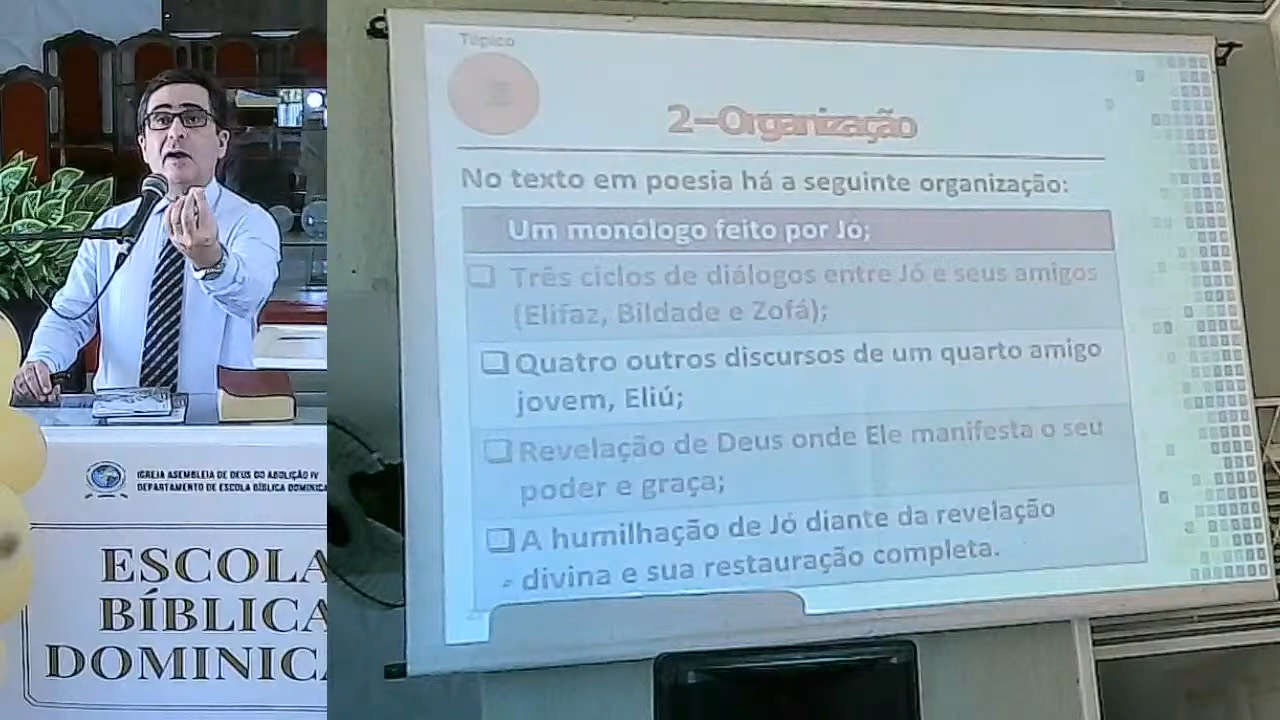 Tópico
2-Organização
No texto em poesia há a seguinte organização:
Um monólogo feito por Jó;
Três ciclos de diálogos entre Jó e seus amigos
(Elifaz, Bildade e Zofá);
Quatro outros discursos de um quarto amigo
jovem, Eliú;
Revelação de Deus onde Ele manifesta o seu
poder e graça;
A humilhação de Jó diante da revelação
divina e sua restauração completa.
IGREJA ASEMBLEIA DE DEUS DO ABOLIÇÃO IV
DEPARTAMENTO DE ESCOLA BÍBLICA DOMINICA
ESCOLA
BÍBLICA
DOMINICA